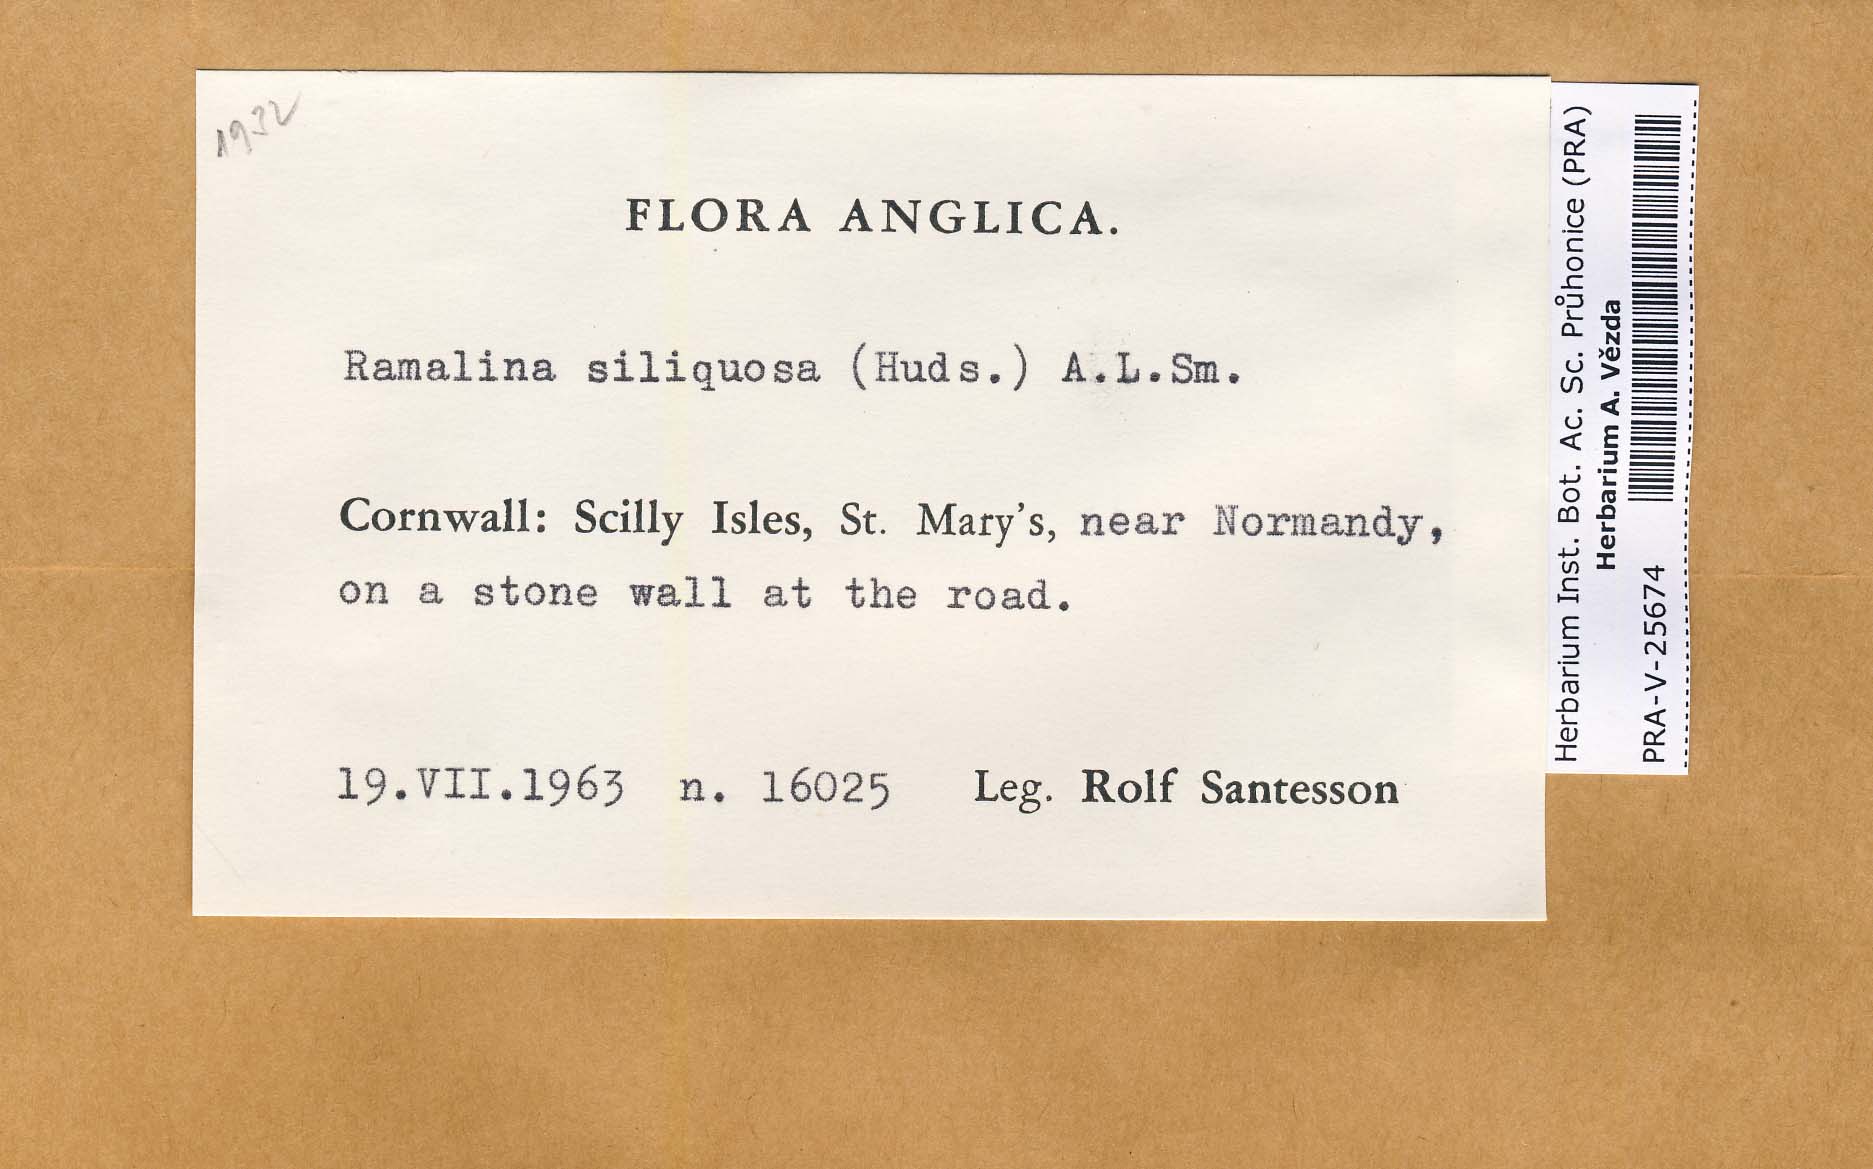 1932
FLORA ANGLICA.
Ramalina siliquosa (Huds.) A.L.Sm.
Cornwall: Scilly Isles, St. Mary's, near Normandy,
on a stone wall at the road.
19.VII.1963 n. 16025 Leg. Rolf Santesson
Herbarium Inst. Bot. Ac. Sc. Průhonice (PRA)
Herbarium A. Vězda
PRA-V-25674